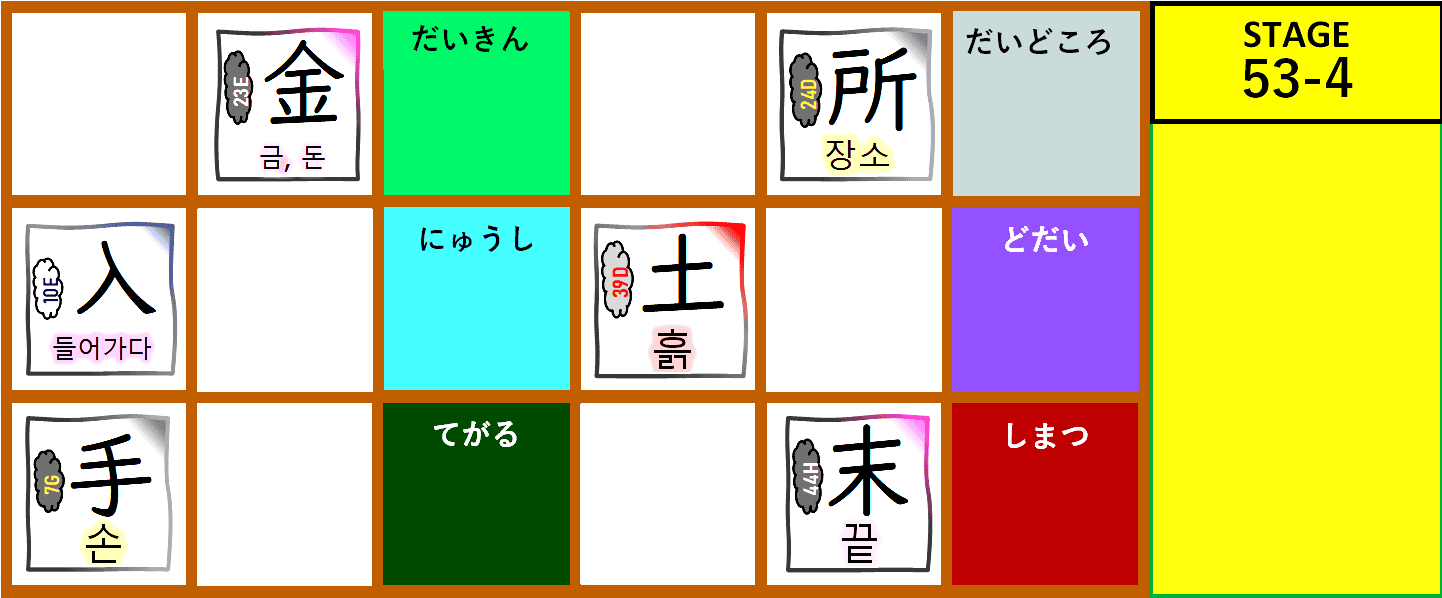 23E
金
금, 돈
だいきん
24D
所
장소
だいどころ
STAGE
53-4
10E
入
들어가다
にゅうし
39D
土
흙
どだい
7G
手
손
てがる
44H
末
끝
しまつ